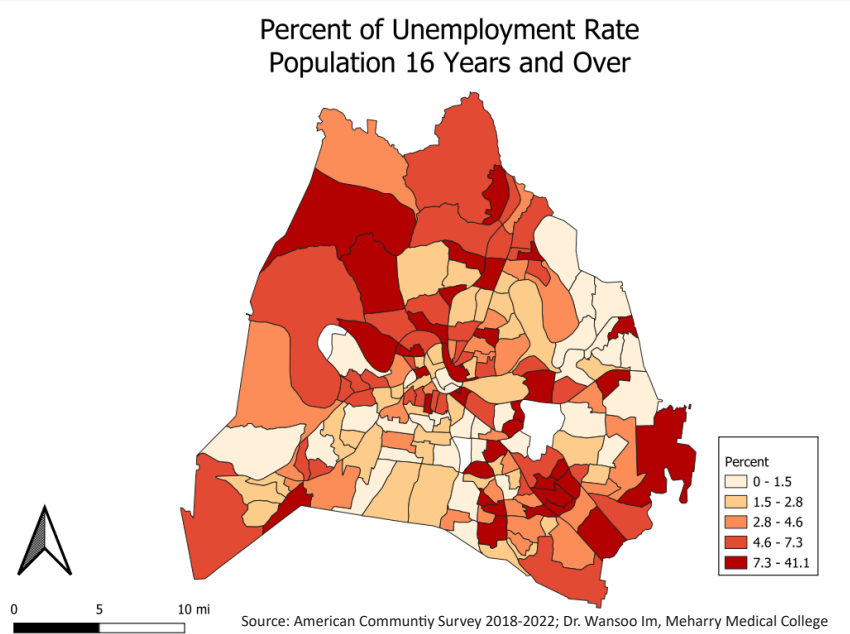 Percent of Unemployment Rate
Population 16 Years and Over
Percent
0 - 1.5
1.5 - 2.8
2.8 - 4.6
4.6 - 7.3
7.3 - 41.1
0 5 10 mi
Source: American Communtiy Survey 2018-2022; Dr. Wansoo Im, Meharry Medical College